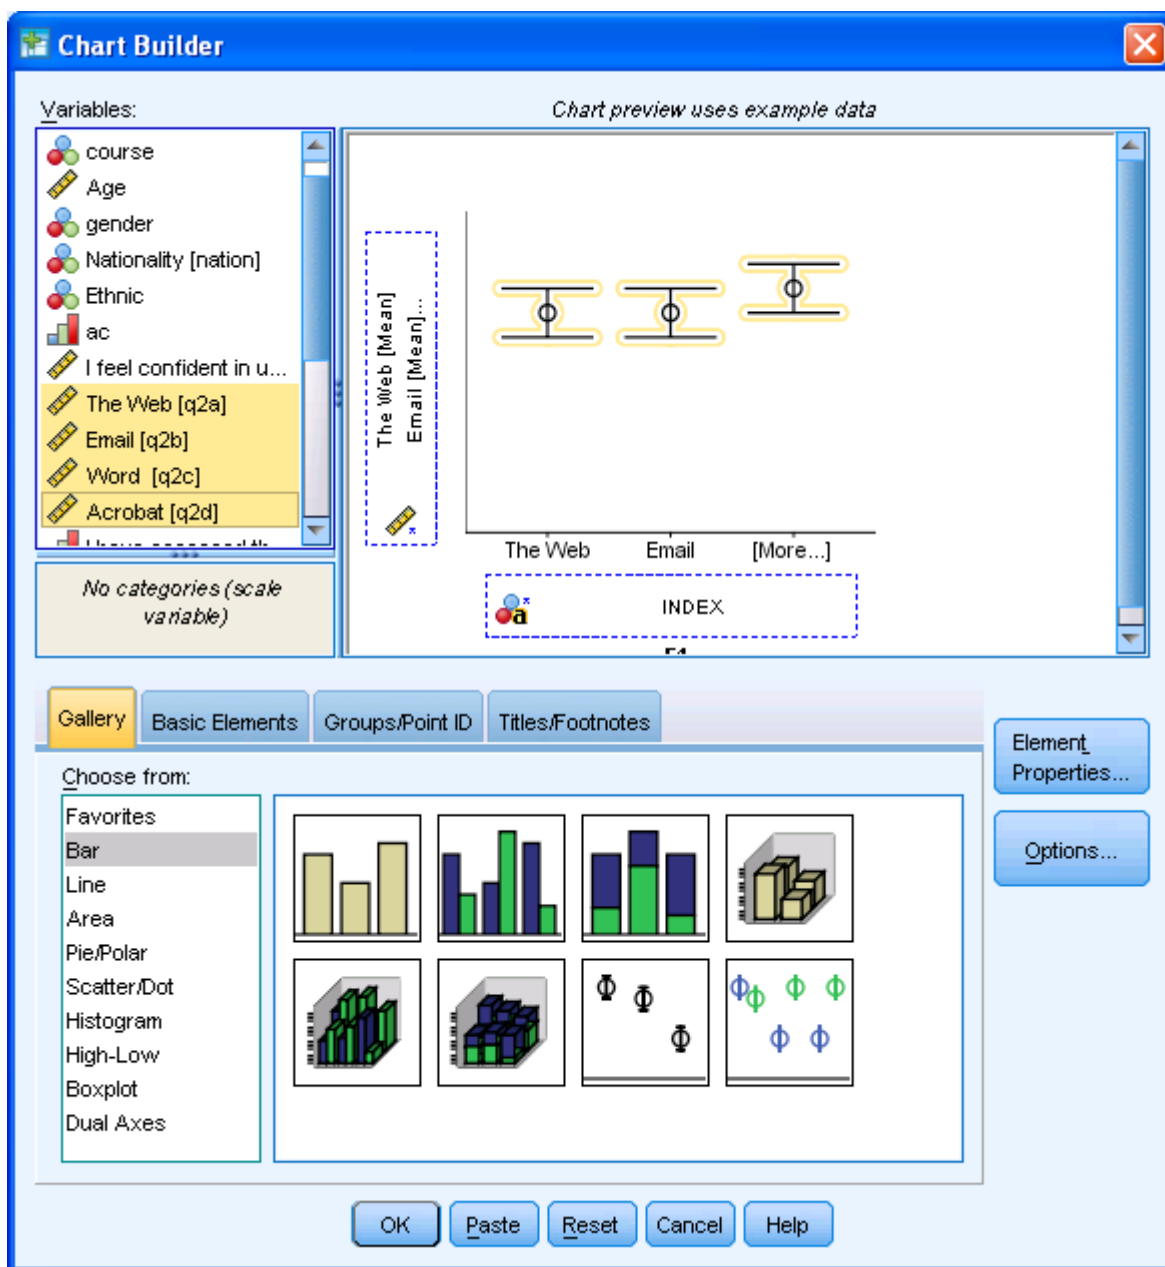 Chart Builder
Variables:
Chart preview uses example data
course
Age
gender
Nationality [nation]
Ethnic
ac
I feel confident in u...
The Web [q2a]
Email [q2b]
Word [q2c]
Acrobat [q2d]
No categories (scale
variable)
The Web [Mean]
Email [Mean]...
The Web
Email
[More...]
INDEX
Gallery
Basic Elements
Groups/Point ID
Titles/Footnotes
Element
Properties...
Options...
Choose from:
Favorites
Bar
Line
Area
Pie/Polar
Scatter/Dot
Histogram
High-Low
Boxplot
Dual Axes
OK
Paste
Reset
Cancel
Help